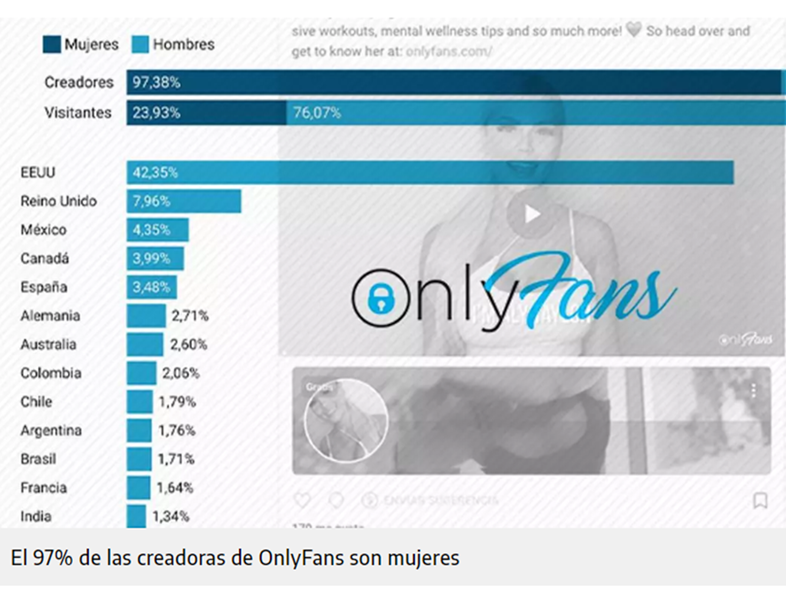 sive workouts, mental wellness tips and so much more! So head over and
get to know her at: onlyfans.com/
Mujeres Hombres
Creadores 97,38%
Visitantes 23,93% 76,07%
EEUU 42,35%
Reino Unido 7,96%
México 4,35%
Canadá 3,99%
España 3,48%
Alemania 2,71%
Australia 2,60%
Colombia 2,06%
Chile 1,79%
Argentina 1,76%
Brasil 1,71%
Francia 1,64%
India 1,34%
OnlyFans
OnlyFans
Gratis
ENVIAR SUGERENCIA
El 97% de las creadoras de OnlyFans son mujeres